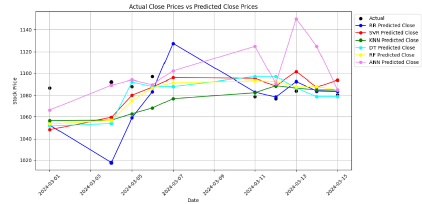 Actual Close Prices vs Predicted Close Prices
Actual
RR Predicted Close
SVR Predicted Close
KNN Predicted Close
DT Predicted Close
RF Predicted Close
ANN Predicted Close
Stock Price
1140
1120
1100
1080
1060
1040
1020
2024-03-01
2024-03-03
2024-03-05
2024-03-07
2024-03-09
2024-03-11
2024-03-13
2024-03-15
Date